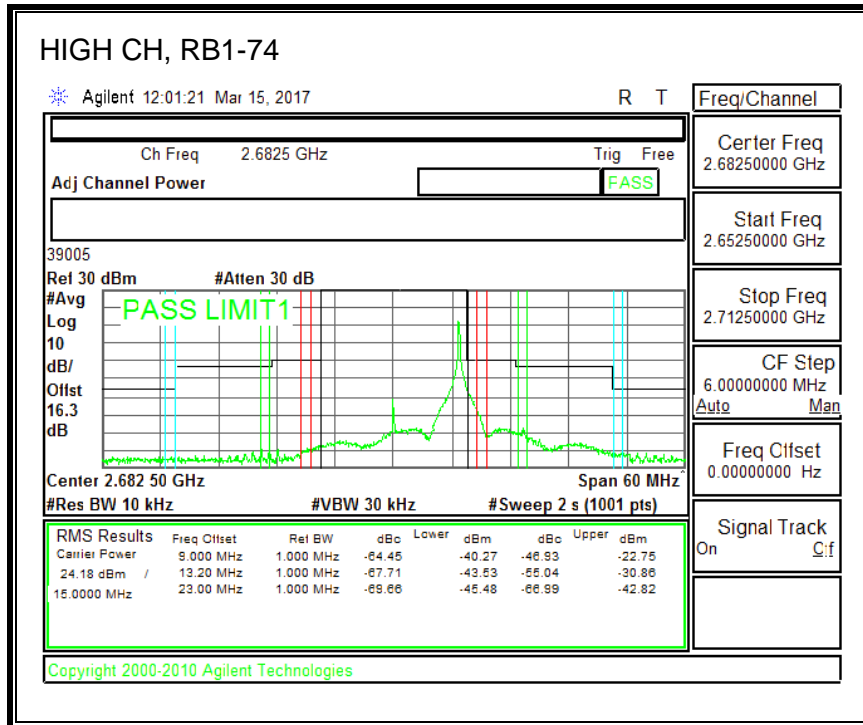 HIGH CH, RB1-74
Agilent 12:01:21 Mar 15, 2017 R T
Ch Freq 2.6825 GHz Trig Free
Adj Channel Power PASS
39005
Ref 30 dBm #Atten 30 dB
#Avg
Log
10
dB/
Offst
16.3
dB
PASS LIMIT1
Center 2.682 50 GHz Span 60 MHz
#Res BW 10 kHz #VBW 30 kHz #Sweep 2 s (1001 pts)
RMS Results Freq Offset Ref BW dBc Lower dBm dBc Upper dBm
Carrier Power 9.000 MHz 1.000 MHz -64.45 -40.27 -46.93 -22.75
24.18 dBm / 13.20 MHz 1.000 MHz -67.71 -43.53 -55.04 -30.86
15.0000 MHz 23.00 MHz 1.000 MHz -69.66 -45.48 -66.99 -42.82
Copyright 2000-2010 Agilent Technologies
Freq/Channel
Center Freq
2.68250000 GHz
Start Freq
2.65250000 GHz
Stop Freq
2.71250000 GHz
CF Step
6.00000000 MHz
Auto Man
Freq Offset
0.00000000 Hz
Signal Track
On Off